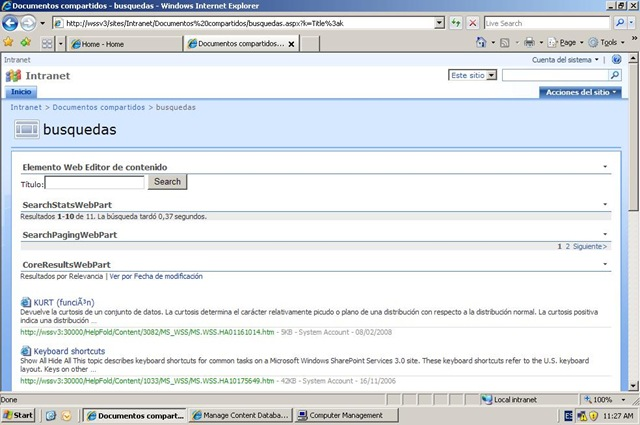 Documentos compartidos - busquedas - Windows Internet Explorer
http://wssv3/sites/Intranet/Documentos%20compartidos/busquedas.aspx?k=Title%3ak
Live Search
Home - Home
Documentos compartidos...
Page
Tools
Intranet
Cuenta del sistema
Intranet
Este sitio
Inicio
Acciones del sitio
Intranet > Documentos compartidos > busquedas
busquedas
Elemento Web Editor de contenido
Título: Search
SearchStatsWebPart
Resultados 1-10 de 11. La búsqueda tardó 0,37 segundos.
SearchPagingWebPart
1 2 Siguiente>
CoreResultsWebPart
Resultados por Relevancia | Ver por Fecha de modificación
KURT (funciÃ³n)
Devuelve la curtosis de un conjunto de datos. La curtosis determina el carácter relativamente picudo o plano de una distribución con respecto a la distribución normal. La curtosis positiva
indica una distribución ...
http://wssv3:30000/HelpFold/Content/3082/MS_WSS/MS.WSS.HA01161014.htm - 5KB - System Account - 08/02/2008
Keyboard shortcuts
Show All Hide All This topic describes keyboard shortcuts for common tasks on a Microsoft Windows SharePoint Services 3.0 site. These keyboard shortcuts refer to the U.S. keyboard
layout. Keys on other ...
http://wssv3:30000/HelpFold/Content/1033/MS_WSS/MS.WSS.HA10175649.htm - 42KB - System Account - 16/11/2006
Done
Local intranet
100%
Start
Documentos compart...
Manage Content Databa...
Computer Management
ES
11:27 AM